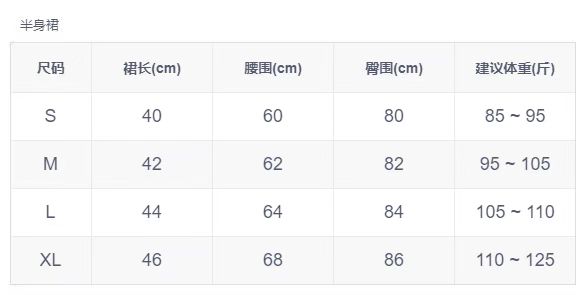 半身裙
尺码 裙长(cm) 腰围(cm) 臀围(cm) 建议体重(斤)
S 40 60 80 85 ~ 95
M 42 62 82 95 ~ 105
L 44 64 84 105 ~ 110
XL 46 68 86 110 ~ 125